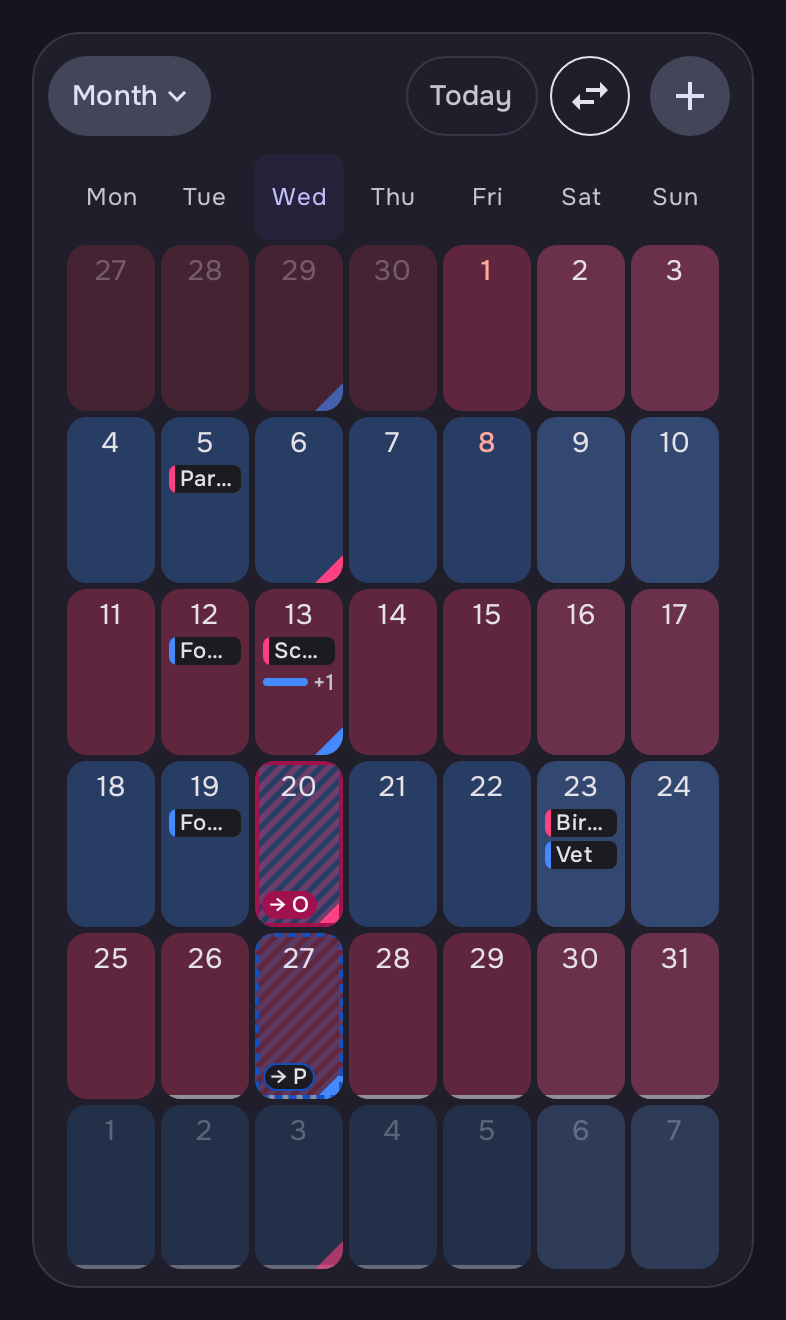 Month Today
Mon Tue Wed Thu Fri Sat Sun
27 28 29 30 1 2 3
4 5 6 7 8 9 10
Par...
11 12 13 14 15 16 17
Fo... Sc...
+1
18 19 20 21 22 23 24
Fo... Bir...
Vet
→ O
25 26 27 28 29 30 31
→ P
1 2 3 4 5 6 7